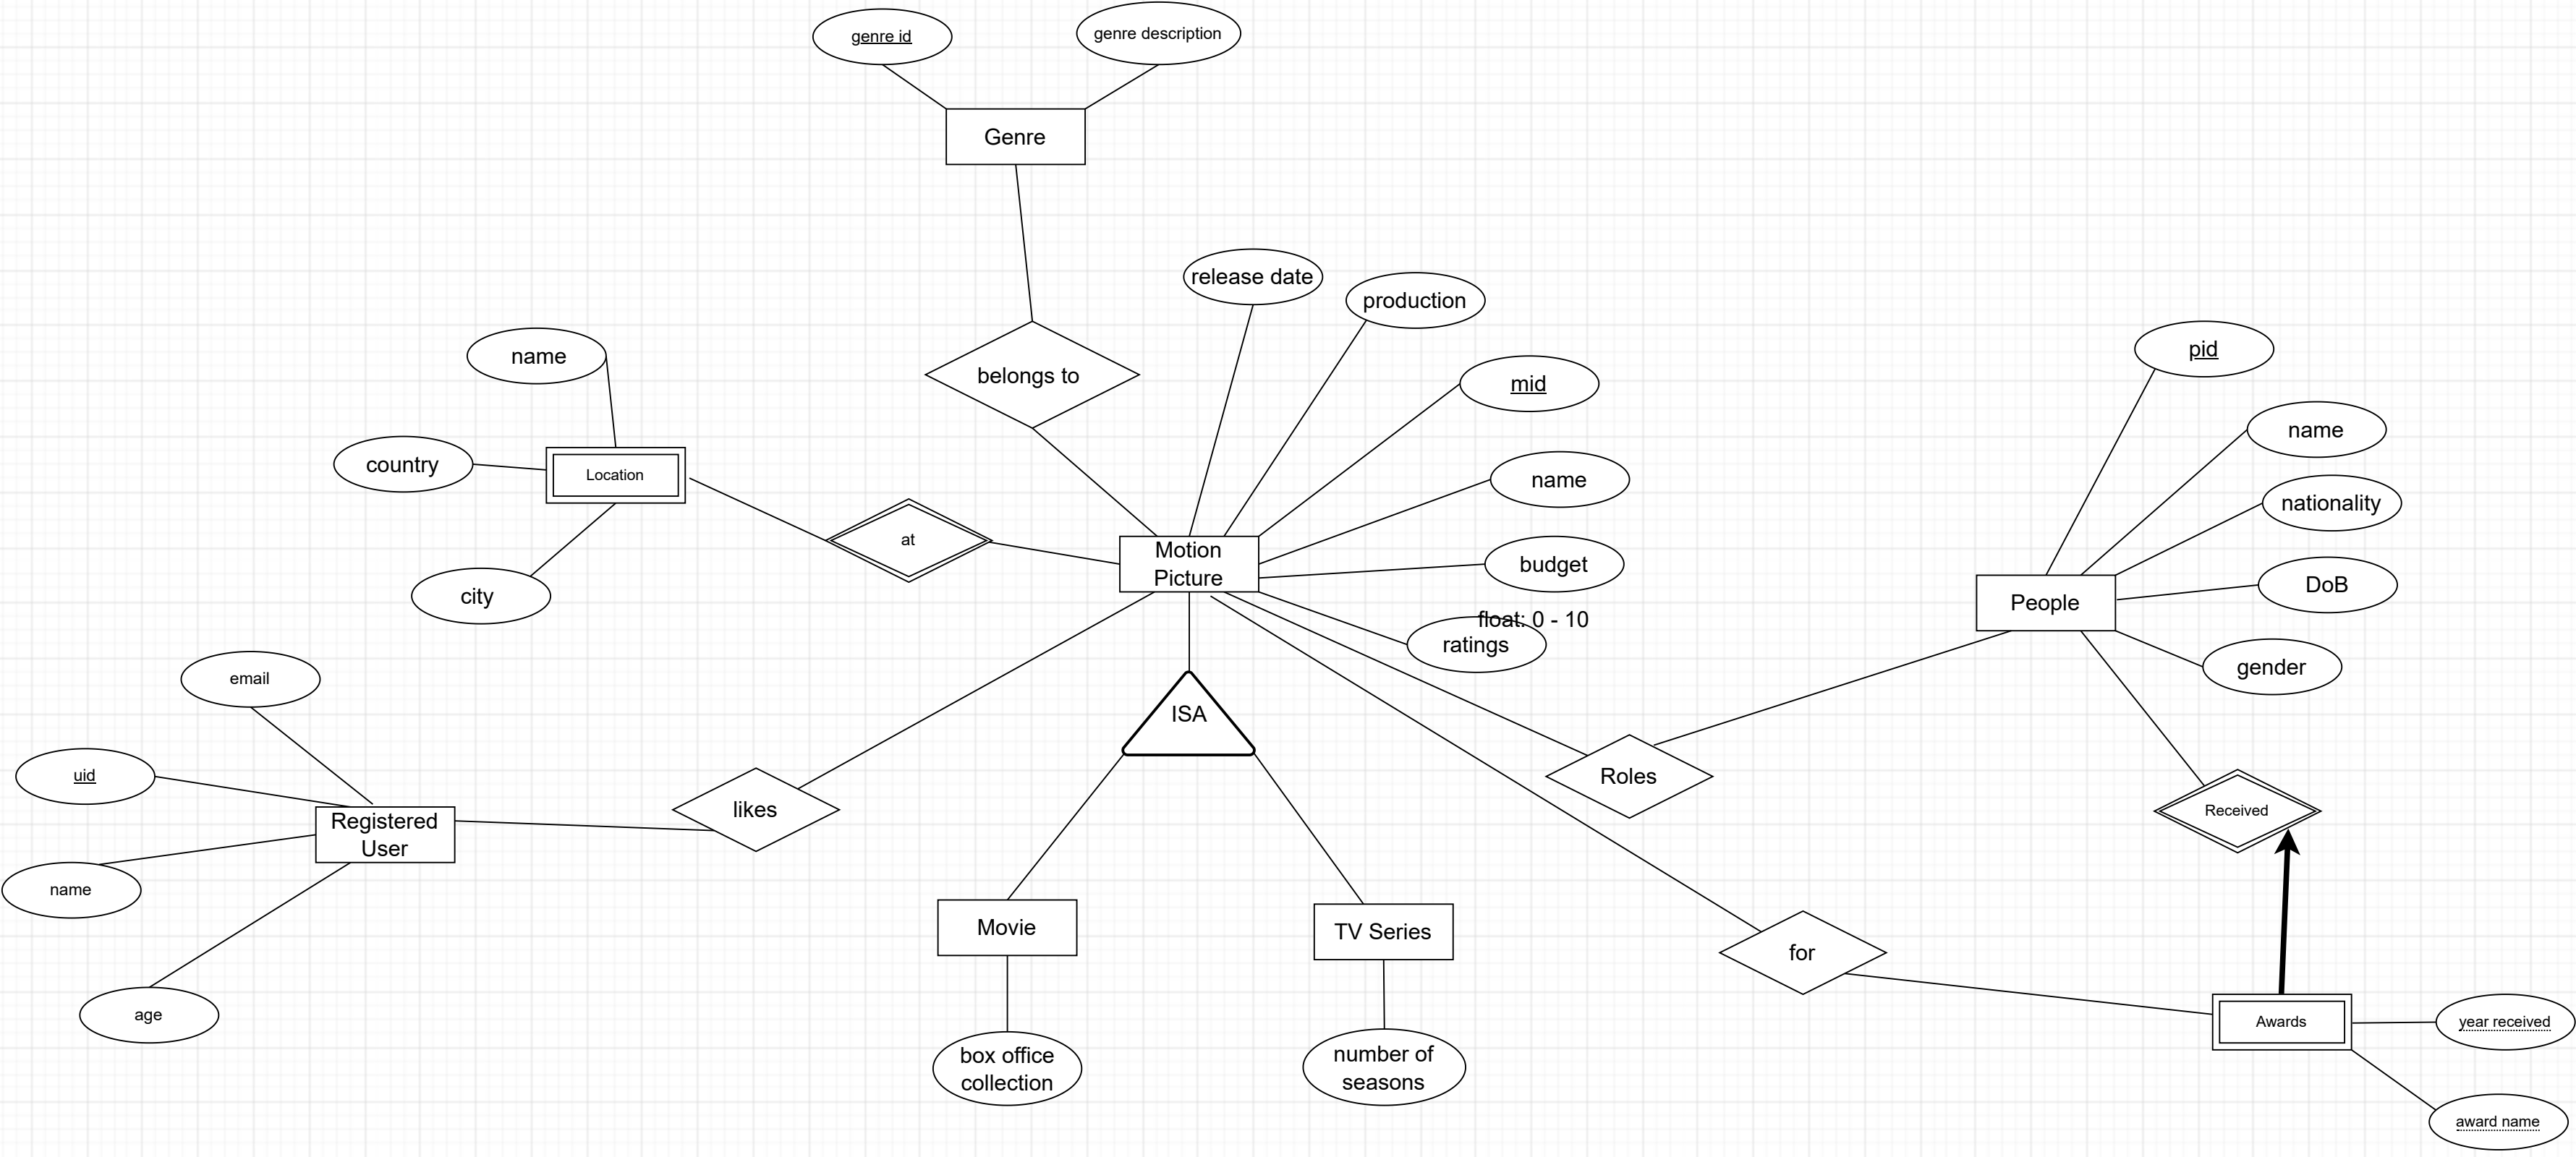 genre id
genre description
Genre
release date
production
name
belongs to
mid
pid
country
Location
name
name
nationality
at
Motion
Picture
budget
city
float: 0 - 10
ratings
People
DoB
gender
email
ISA
uid
Registered
User
likes
Roles
Received
name
Movie
TV Series
for
age
box office
collection
number of
seasons
Awards
year received
award name